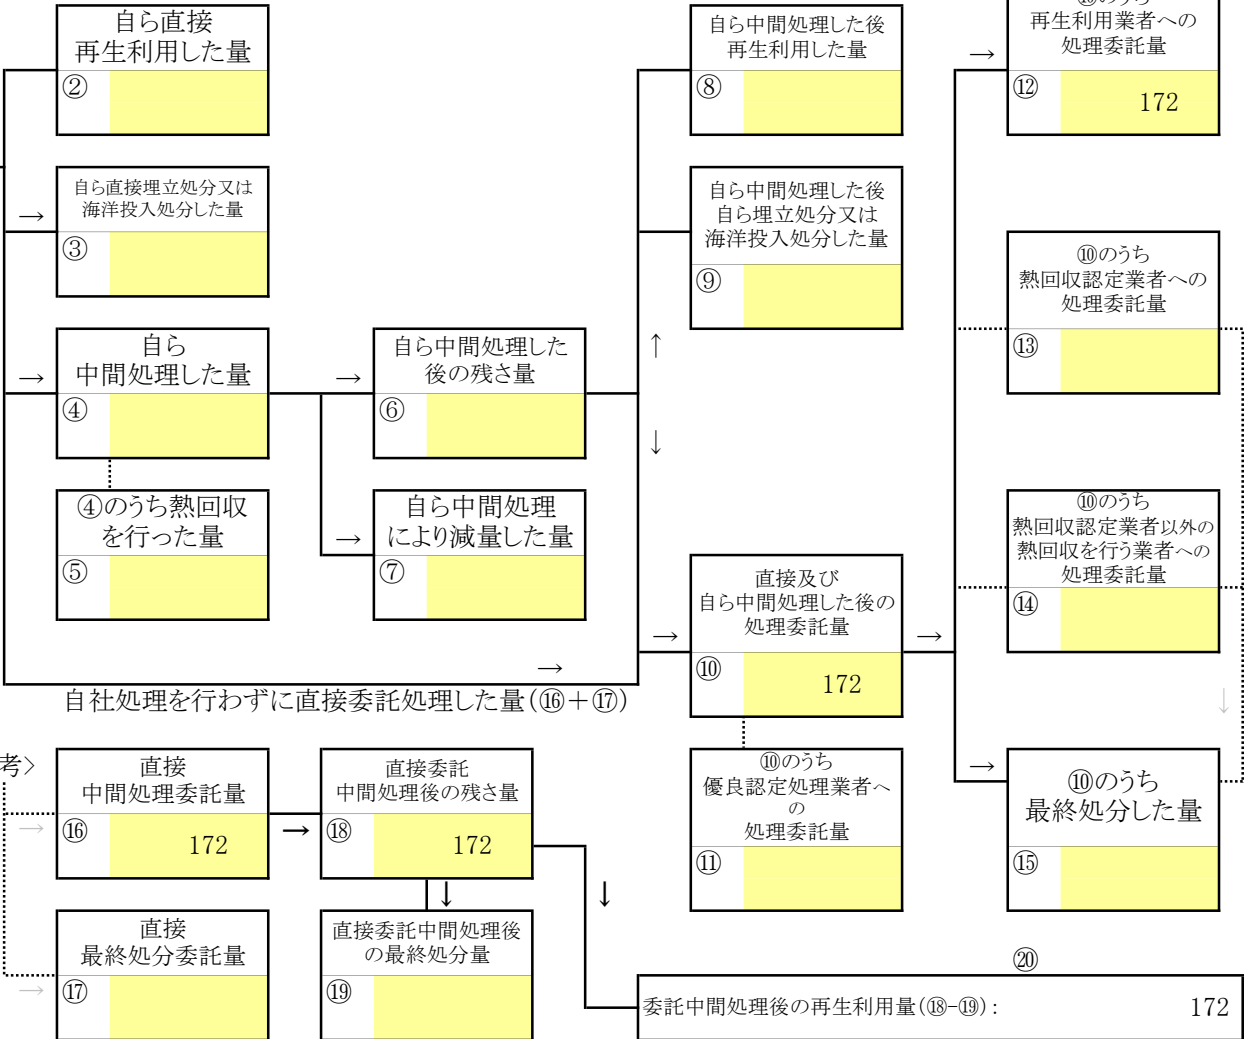 自ら直接
再生利用した量
②
自ら直接埋立処分又は
海洋投入処分した量
→
③
自ら
中間処理した量
→
④
④のうち熱回収
を行った量
⑤
→
自ら中間処理した
後の残さ量
⑥
自ら中間処理
により減量した量
→
⑦
自ら中間処理した後
再生利用した量
⑧
自ら中間処理した後
自ら埋立処分又は
海洋投入処分した量
⑨
↑
↓
直接及び
自ら中間処理した後の
処理委託量
→
→
⑩
172
→
自社処理を行わずに直接委託処理した量(⑯+⑰)
⑩のうち
優良認定処理業者へ
の
処理委託量
⑪
再生利用業者への
処理委託量
→
⑫
172
⑩のうち
熱回収認定業者への
処理委託量
⑬
⑩のうち
熱回収認定業者以外の
熱回収を行う業者への
処理委託量
⑭
↓
→
⑩のうち
最終処分した量
⑮
考>
直接
中間処理委託量
→
⑯
172
→
直接委託
中間処理後の残さ量
⑱
172
↓
↓
直接
最終処分委託量
→
⑰
直接委託中間処理後
の最終処分量
⑲
⑳
委託中間処理後の再生利用量(⑱-⑲):
172